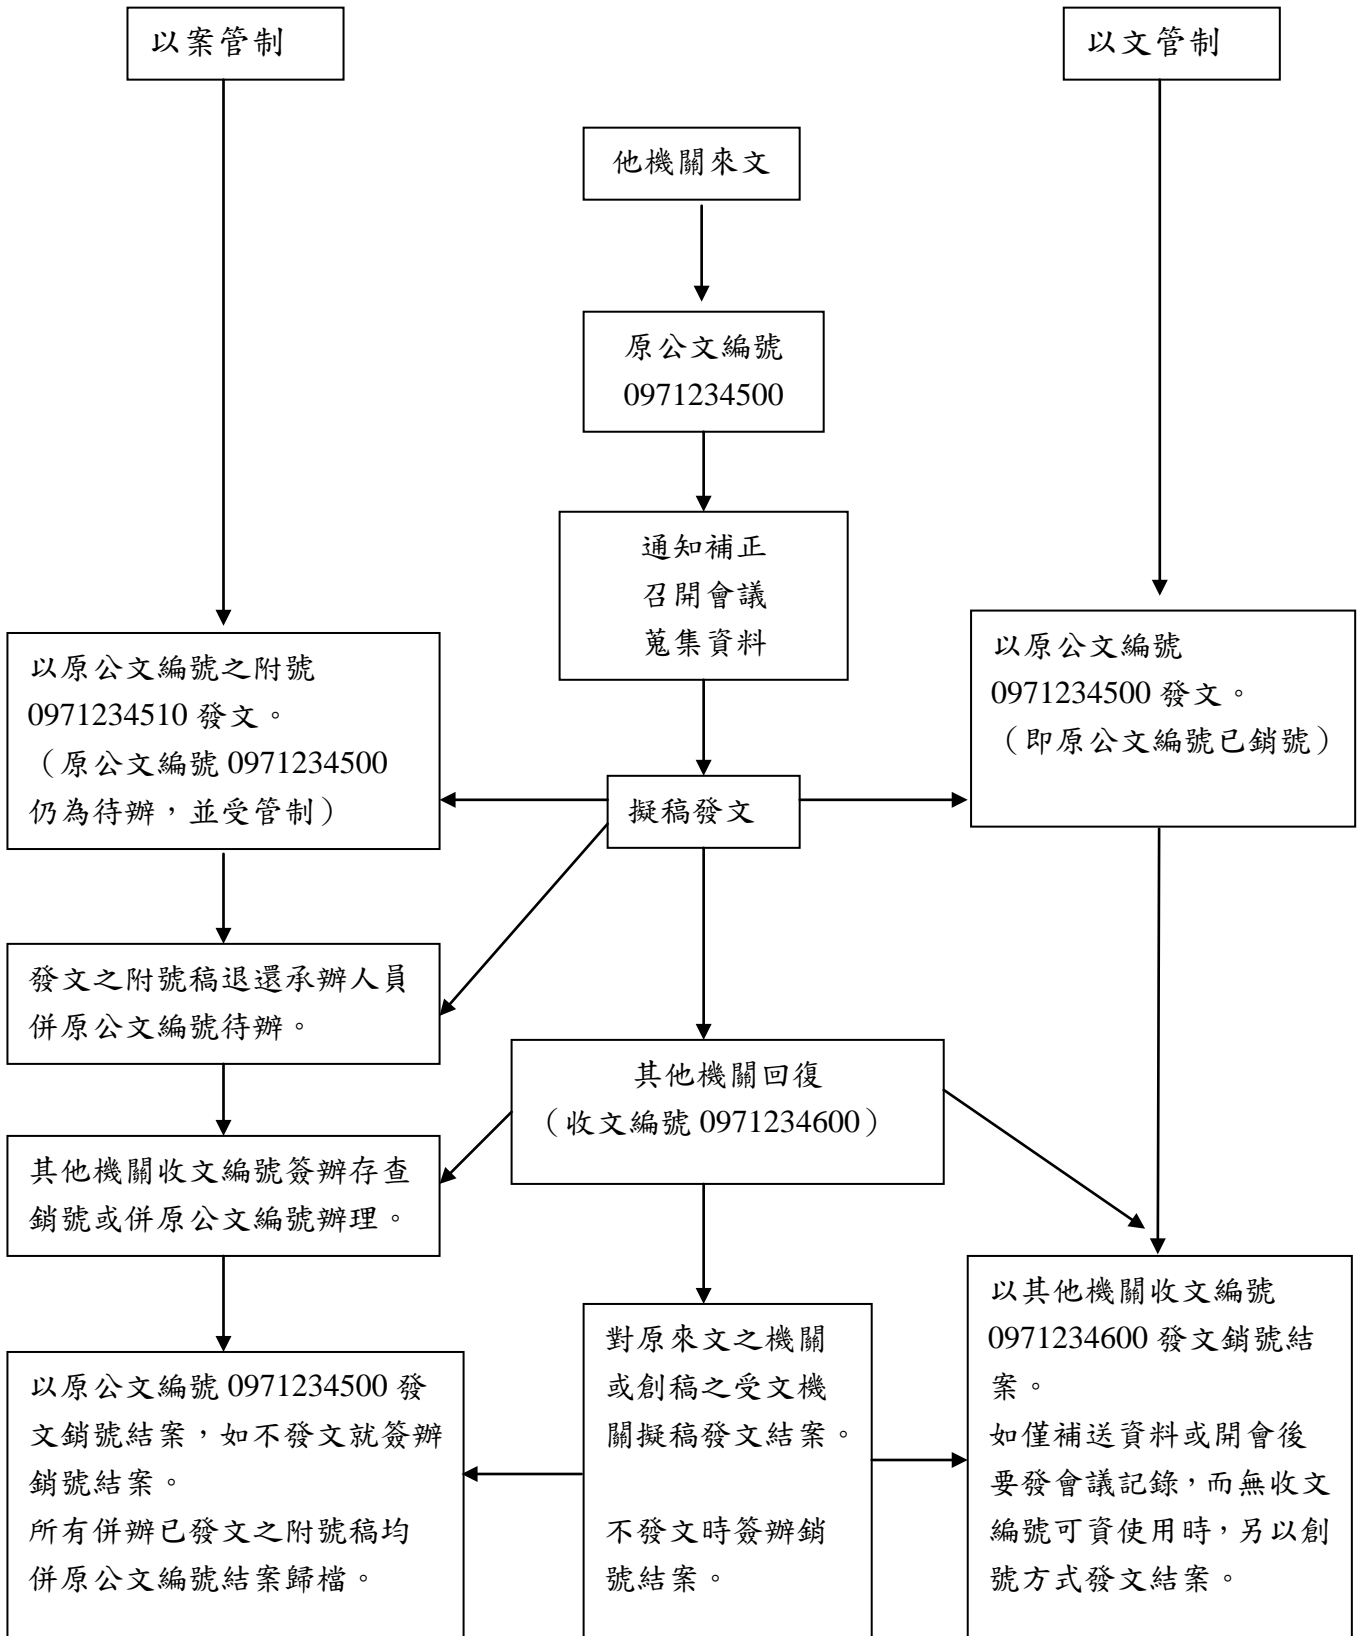 以案管制
以文管制
他機關來文
原公文編號
0971234500
通知補正
召開會議
蒐集資料
以原公文編號之附號
0971234510 發文。
（原公文編號 0971234500
仍為待辦，並受管制）
擬稿發文
以原公文編號
0971234500 發文。
（即原公文編號已銷號）
發文之附號稿退還承辦人員
併原公文編號待辦。
其他機關回復
（收文編號 0971234600）
其他機關收文編號簽辦存查
銷號或併原公文編號辦理。
以原公文編號 0971234500 發
文銷號結案，如不發文就簽辦
銷號結案。
所有併辦已發文之附號稿均
併原公文編號結案歸檔。
對原來文之機關
或創稿之受文機
關擬稿發文結案。
不發文時簽辦銷
號結案。
以其他機關收文編號
0971234600 發文銷號結
案。
如僅補送資料或開會後
要發會議記錄，而無收文
編號可資使用時，另以創
號方式發文結案。